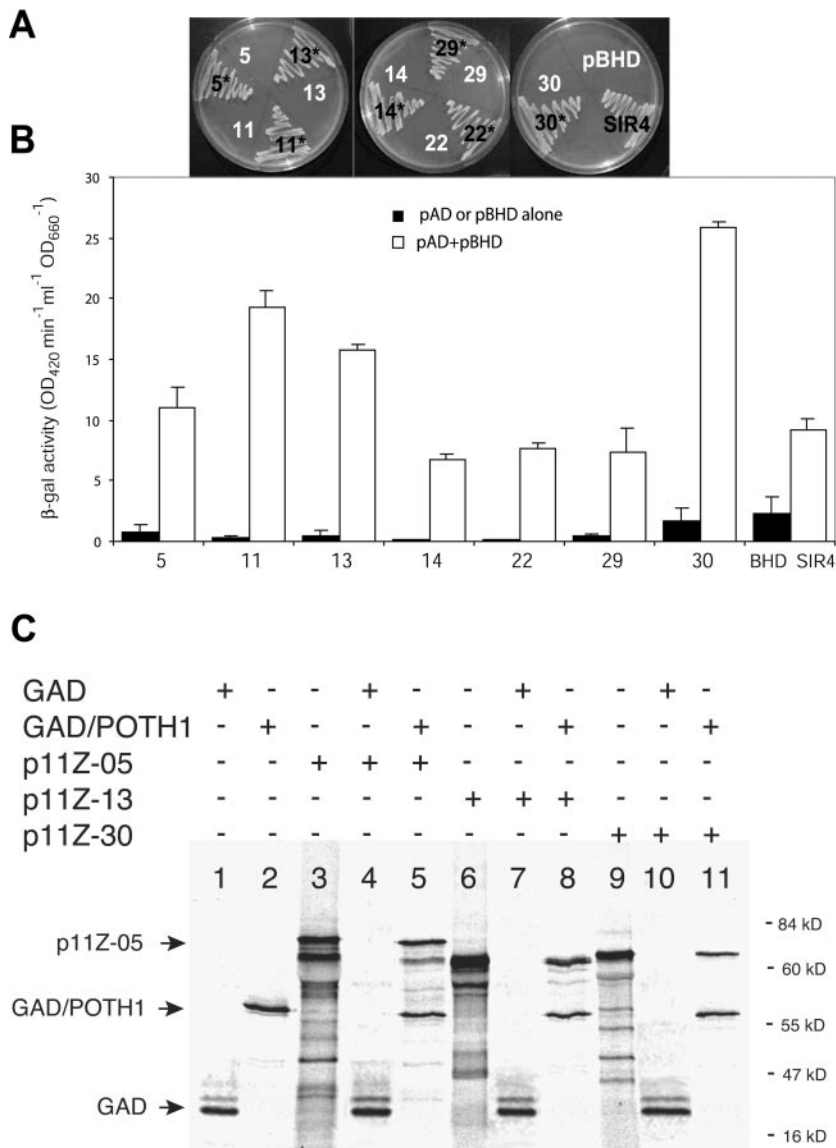 A
5 13* 29* pBHD
5* 13 14 29 30
11 14* 30* SIR4
11* 22 22*
B
30
25
20
15
10
5
0
β-gal activity (OD420 min-1ml-1 OD660-1)
pAD or pBHD alone
pAD+pBHD
5 11 13 14 22 29 30 BHD SIR4
C
GAD + - - + - - + - - + -
GAD/POTH1 - + - - + - - + - - +
p11Z-05 - - + + + - - - - - -
p11Z-13 - - - - - + + + - - -
p11Z-30 - - - - - - - - + + +
1 2 3 4 5 6 7 8 9 10 11
p11Z-05
GAD/POTH1
GAD
- 84 kD
- 60 kD
- 55 kD
- 47 kD
- 16 kD